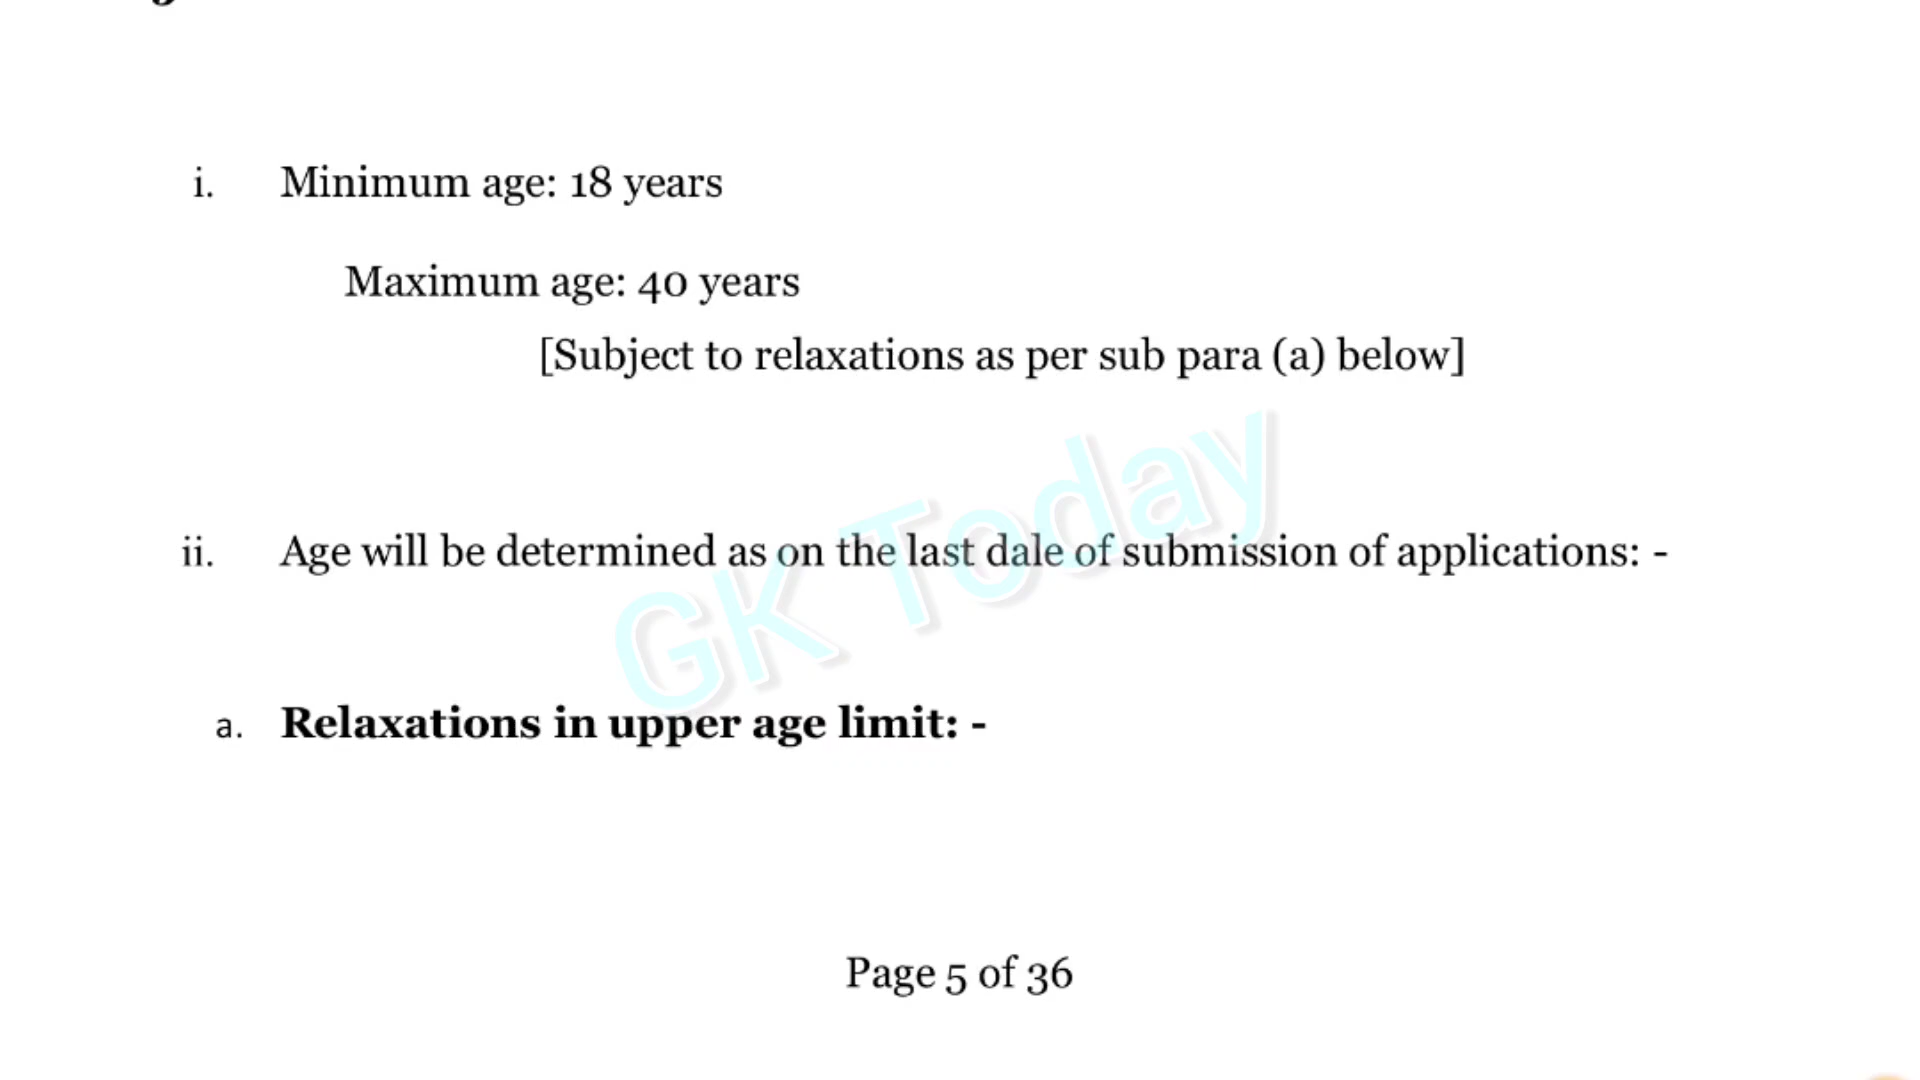 i. Minimum age: 18 years
Maximum age: 40 years
[Subject to relaxations as per sub para (a) below]
ii. Age will be determined as on the last dale of submission of applications: -
GK Today
a. Relaxations in upper age limit: -
Page 5 of 36